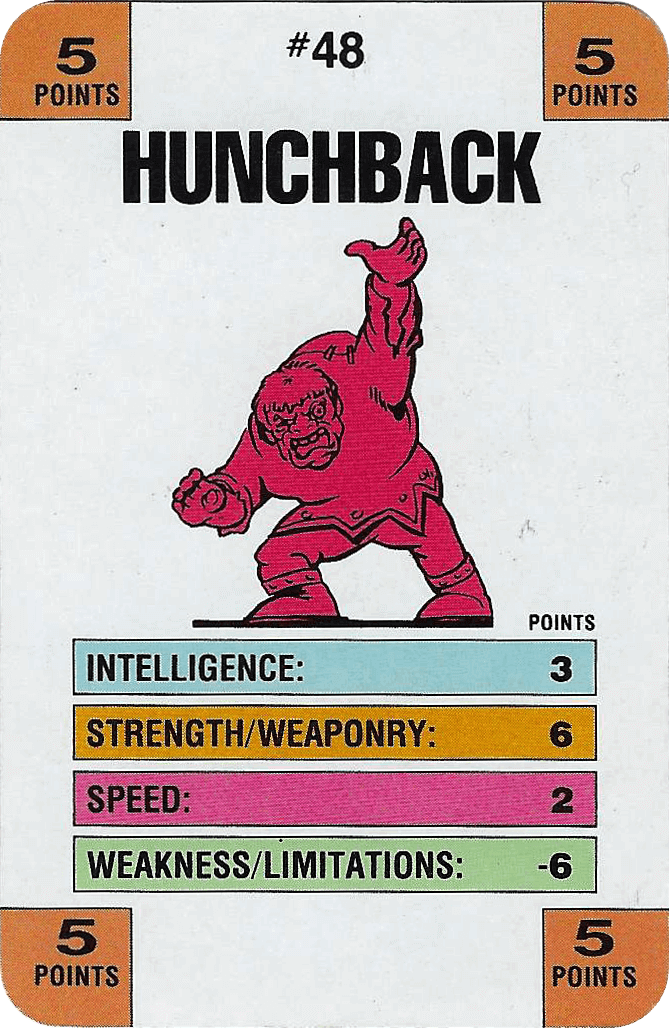 5 #48 5
POINTS POINTS
HUNCHBACK
POINTS
INTELLIGENCE: 3
STRENGTH/WEAPONRY: 6
SPEED: 2
WEAKNESS/LIMITATIONS: -6
5 5
POINTS POINTS